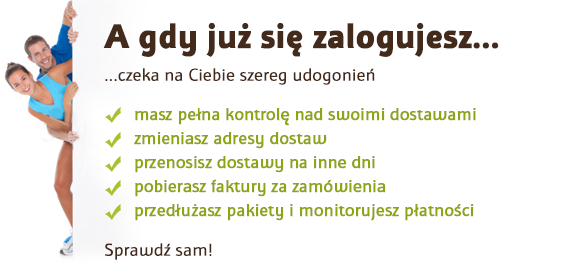 A gdy już się zalogujesz...
...czeka na Ciebie szereg udogonień
masz pełna kontrolę nad swoimi dostawami
zmieniasz adresy dostaw
przenosisz dostawy na inne dni
pobierasz faktury za zamówienia
przedłużasz pakiety i monitorujesz płatności
Sprawdź sam!